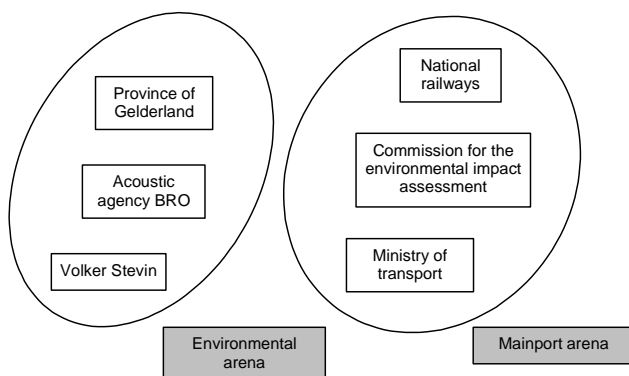 Province of
Gelderland
Acoustic
agency BRO
Volker Stevin
National
railways
Commission for the
environmental impact
assessment
Ministry of
transport
Environmental
arena
Mainport arena